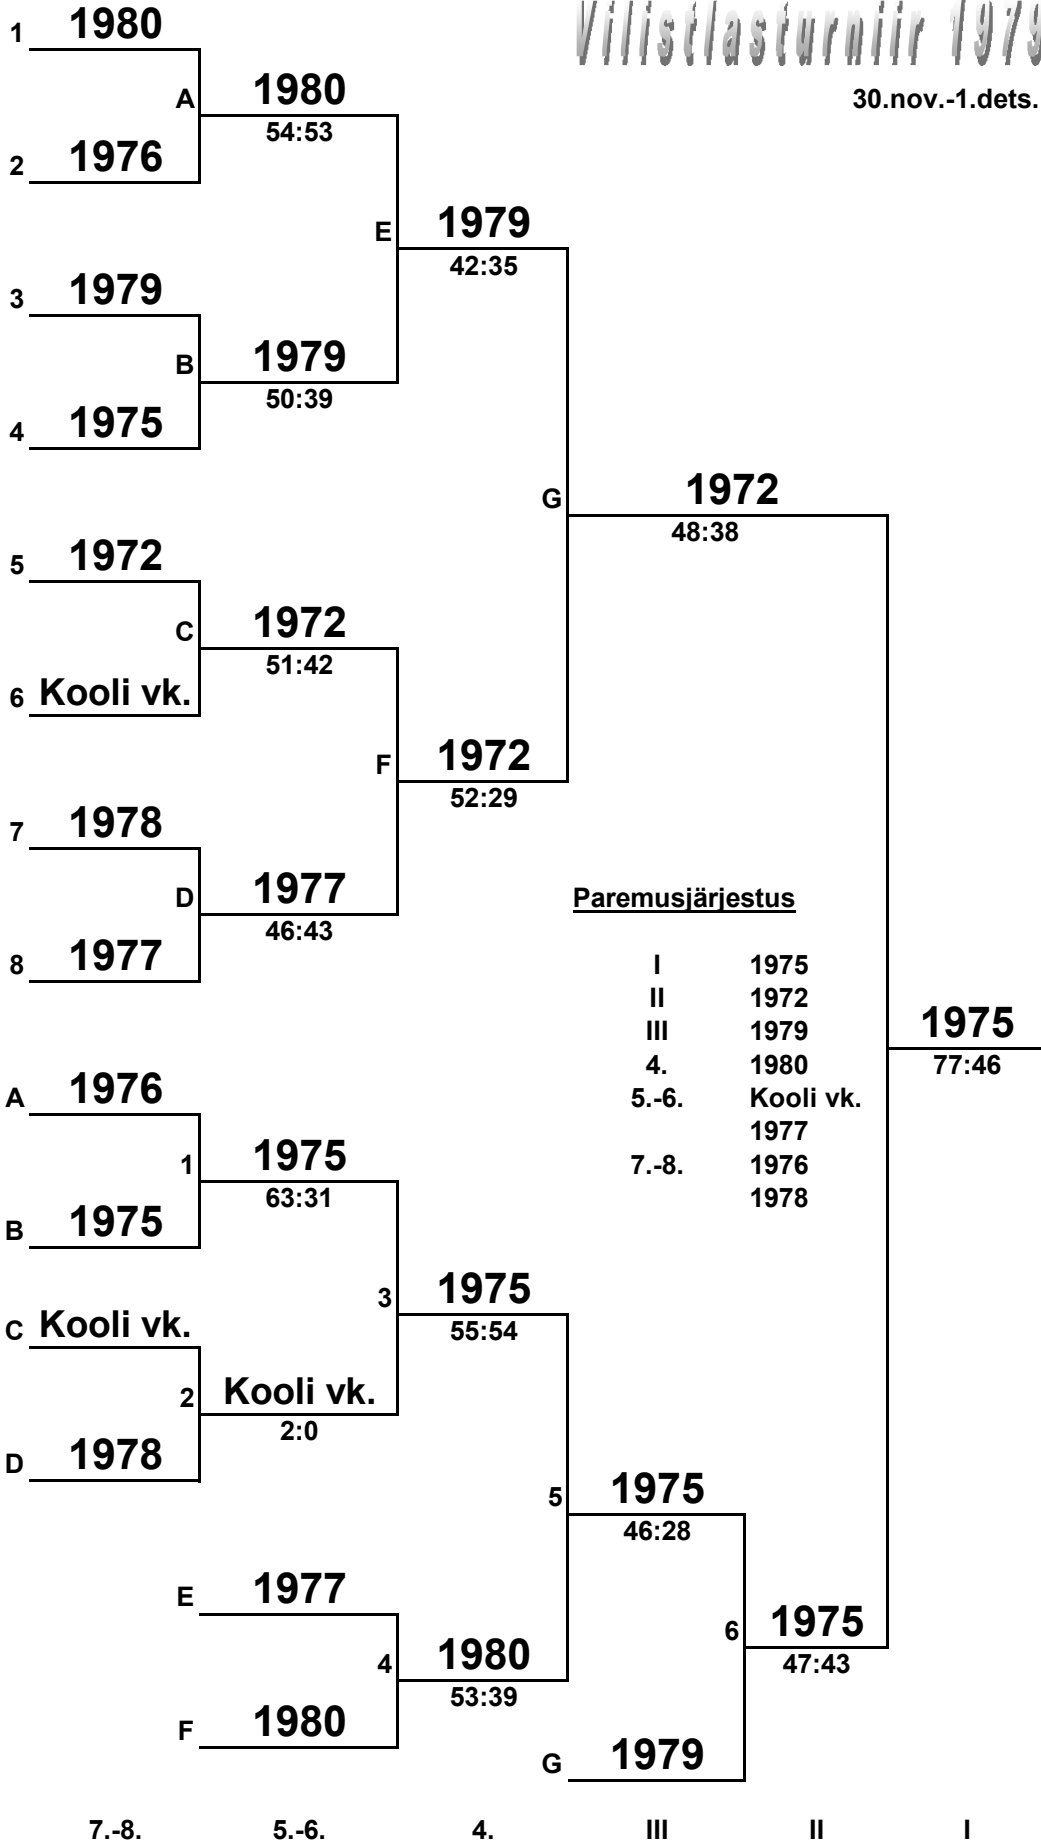 Vilistlasturniir 1979
30.nov.-1.dets.
1 1980
A 1980
54:53
2 1976
E 1979
42:35
3 1979
B 1979
50:39
4 1975
G 1972
48:38
5 1972
C 1972
51:42
6 Kooli vk.
F 1972
52:29
7 1978
D 1977
46:43
8 1977
Paremusjärjestus
I 1975
II 1972
III 1979
4. 1980
5.-6. Kooli vk.
1977
7.-8. 1976
1978
1975
77:46
A 1976
1 1975
63:31
B 1975
3 1975
55:54
C Kooli vk.
2 Kooli vk.
2:0
D 1978
5 1975
46:28
E 1977
4 1980
53:39
F 1980
6 1975
47:43
G 1979
7.-8. 5.-6. 4. III II I